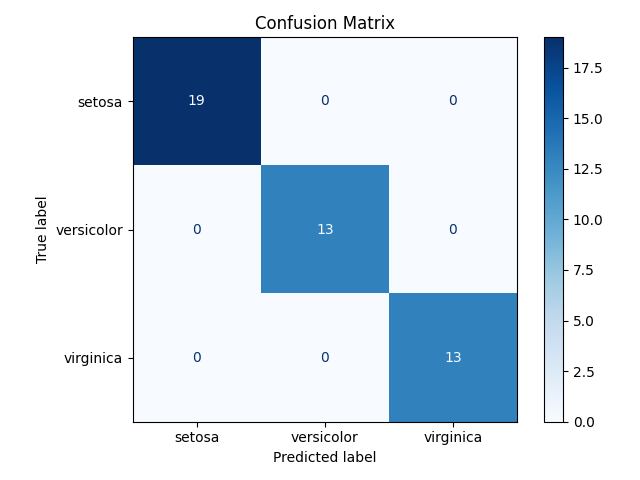 Confusion Matrix
setosa 19 0 0
versicolor 0 13 0
virginica 0 0 13
setosa versicolor virginica
Predicted label
True label
17.5
15.0
12.5
10.0
7.5
5.0
2.5
0.0